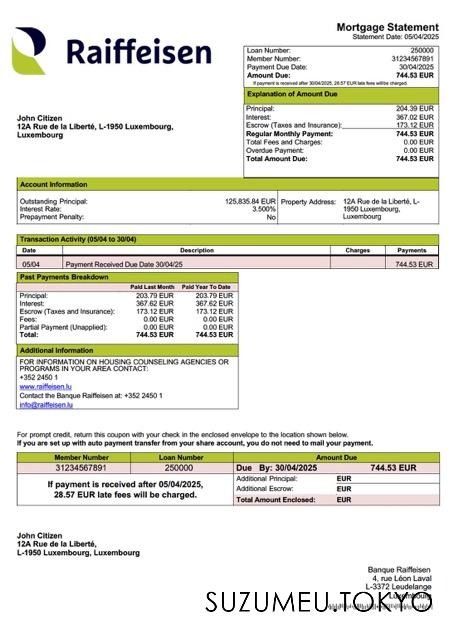 Raiffeisen
Mortgage Statement
Statement Date: 05/04/2025
Loan Number: 250000
Member Number: 31234567891
Payment Due Date: 30/04/2025
Amount Due: 744.53 EUR
If payment is received after 30/04/2025, 28.57 EUR late fees will be charged.
Explanation of Amount Due
Principal: 204.39 EUR
Interest: 367.02 EUR
Escrow (Taxes and Insurance): 173.12 EUR
Regular Monthly Payment: 744.53 EUR
Total Fees and Charges: 0.00 EUR
Overdue Payment: 0.00 EUR
Total Amount Due: 744.53 EUR
John Citizen
12A Rue de la Liberté, L-1950 Luxembourg,
Luxembourg
Account Information
Outstanding Principal: 125,835.84 EUR
Interest Rate: 3.500%
Prepayment Penalty: No
Property Address: 12A Rue de la Liberté, L-
1950 Luxembourg,
Luxembourg
Transaction Activity (05/04 to 30/04)
Date Description Charges Payments
05/04 Payment Received Due Date 30/04/25 744.53 EUR
Past Payments Breakdown
Paid Last Month Paid Year To Date
Principal: 203.79 EUR 203.79 EUR
Interest: 367.62 EUR 367.62 EUR
Escrow (Taxes and Insurance): 173.12 EUR 173.12 EUR
Fees: 0.00 EUR 0.00 EUR
Partial Payment (Unapplied): 0.00 EUR 0.00 EUR
Total: 744.53 EUR 744.53 EUR
Additional Information
FOR INFORMATION ON HOUSING COUNSELING AGENCIES OR
PROGRAMS IN YOUR AREA CONTACT:
+352 2450 1
www.raiffeisen.lu
Contact the Banque Raiffeisen at: +352 2450 1
info@raiffeisen.lu
For prompt credit, return this coupon with your check in the enclosed envelope to the location shown below.
If you are set up with auto payment transfer from your share account, you do not need to mail your payment.
Member Number Loan Number Amount Due
31234567891 250000 Due By: 30/04/2025 744.53 EUR
If payment is received after 05/04/2025,
28.57 EUR late fees will be charged.
Additional Principal: EUR
Additional Escrow: EUR
Total Amount Enclosed: EUR
John Citizen
12A Rue de la Liberté,
L-1950 Luxembourg, Luxembourg
Banque Raiffeisen
4, rue Léon Laval
L-3372 Leudelange
Luxembourg
SUZUMEU.TOKYO